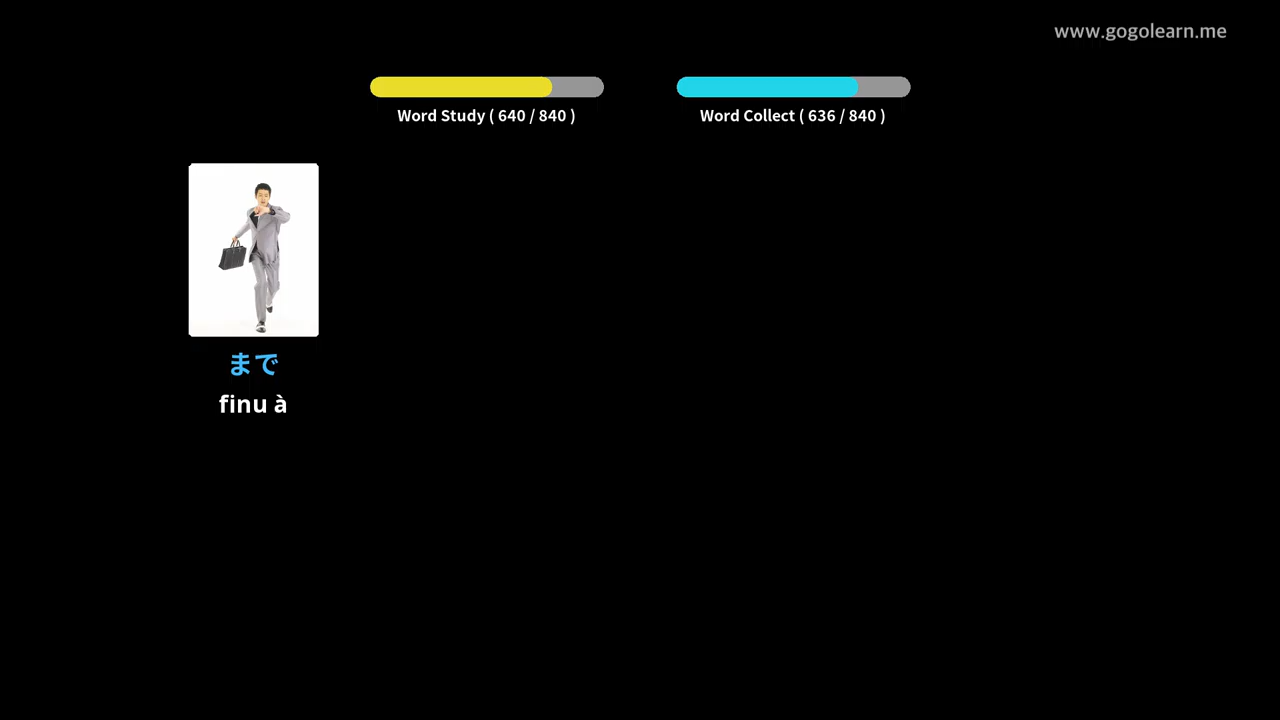 www.gogolearn.me
Word Study ( 640 / 840 )
Word Collect ( 636 / 840 )
まで
finu à